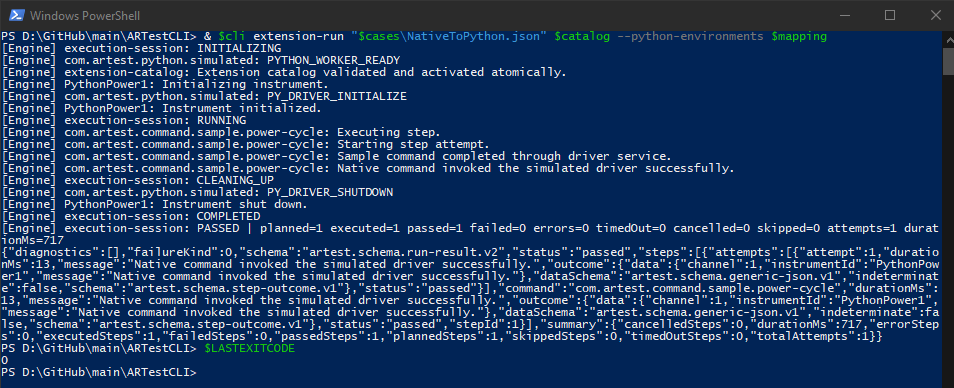 Windows PowerShell
PS D:\GitHub\main\ARTestCLI> & $cli extension-run "$cases\NativeToPython.json" $catalog --python-environments $mapping
[Engine] execution-session: INITIALIZING
[Engine] com.artest.python.simulated: PYTHON_WORKER_READY
[Engine] extension-catalog: Extension catalog validated and activated atomically.
[Engine] PythonPower1: Initializing instrument.
[Engine] com.artest.python.simulated: PY_DRIVER_INITIALIZE
[Engine] PythonPower1: Instrument initialized.
[Engine] execution-session: RUNNING
[Engine] com.artest.command.sample.power-cycle: Executing step.
[Engine] com.artest.command.sample.power-cycle: Starting step attempt.
[Engine] com.artest.command.sample.power-cycle: Sample command completed through driver service.
[Engine] com.artest.command.sample.power-cycle: Native command invoked the simulated driver successfully.
[Engine] execution-session: CLEANING_UP
[Engine] com.artest.python.simulated: PY_DRIVER_SHUTDOWN
[Engine] PythonPower1: Instrument shut down.
[Engine] execution-session: COMPLETED
[Engine] execution-session: PASSED | planned=1 executed=1 passed=1 failed=0 errors=0 timedOut=0 cancelled=0 skipped=0 attempts=1 durat
ionMs=717
{"diagnostics":[],"failureKind":0,"schema":"artest.schema.run-result.v2","status":"passed","steps":[{"attempts":[{"attempt":1,"duratio
nMs":13,"message":"Native command invoked the simulated driver successfully.","outcome":{"data":{"channel":1,"instrumentId":"PythonPow
er1","message":"Native command invoked the simulated driver successfully."},"dataSchema":"artest.schema.generic-json.v1","indeterminat
e":false,"schema":"artest.schema.step-outcome.v1"},"status":"passed"}],"command":"com.artest.command.sample.power-cycle","durationMs":
13,"message":"Native command invoked the simulated driver successfully.","outcome":{"data":{"channel":1,"instrumentId":"PythonPower1",
"message":"Native command invoked the simulated driver successfully."},"dataSchema":"artest.schema.generic-json.v1","indeterminate":fa
lse,"schema":"artest.schema.step-outcome.v1"},"status":"passed","stepId":1}],"summary":{"cancelledSteps":0,"durationMs":717,"errorStep
s":0,"executedSteps":1,"failedSteps":0,"passedSteps":1,"plannedSteps":1,"skippedSteps":0,"timedOutSteps":0,"totalAttempts":1}}
PS D:\GitHub\main\ARTestCLI> $LASTEXITCODE
0
PS D:\GitHub\main\ARTestCLI>